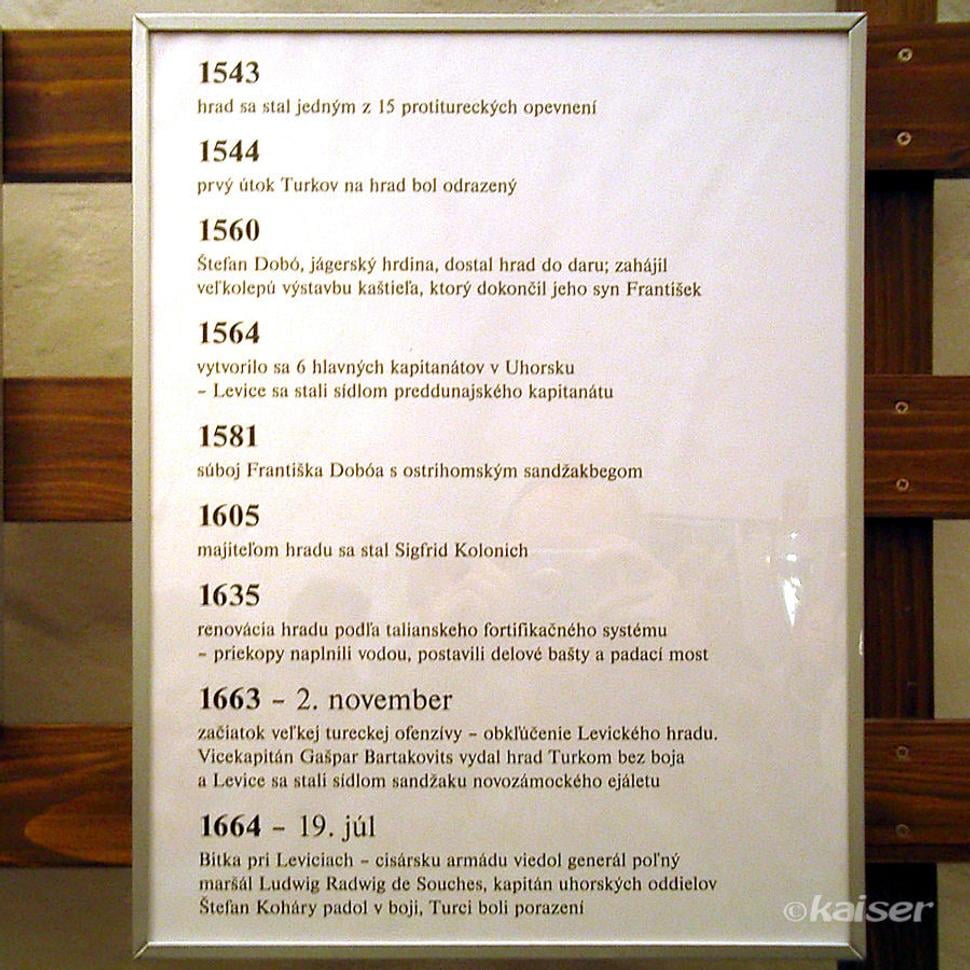 1543
hrad sa stal jedným z 15 protitureckých opevnení
1544
prvý útok Turkov na hrad bol odrazený
1560
Štefan Dobó, jágerský hrdina, dostal hrad do daru; zahájil
veľkolepú výstavbu kaštieľa, ktorý dokončil jeho syn František
1564
vytvorilo sa 6 hlavných kapitanátov v Uhorsku
– Levice sa stali sídlom preddunajského kapitanátu
1581
súboj Františka Dobóa s ostrihomským sandžakbegom
1605
majiteľom hradu sa stal Sigfrid Kolonich
1635
renovácia hradu podľa talianskeho fortifikačného systému
– priekopy naplnili vodou, postavili delové bašty a padací most
1663 – 2. november
začiatok veľkej tureckej ofenzívy – obkľúčenie Levického hradu.
Vicekapitán Gašpar Bartakovits vydal hrad Turkom bez boja
a Levice sa stali sídlom sandžaku novozámockého ejáletu
1664 – 19. júl
Bitka pri Leviciach – cisársku armádu viedol generál poľný
maršál Ludwig Radwig de Souches, kapitán uhorských oddielov
Štefan Koháry padol v boji, Turci boli porazení
©kaiser